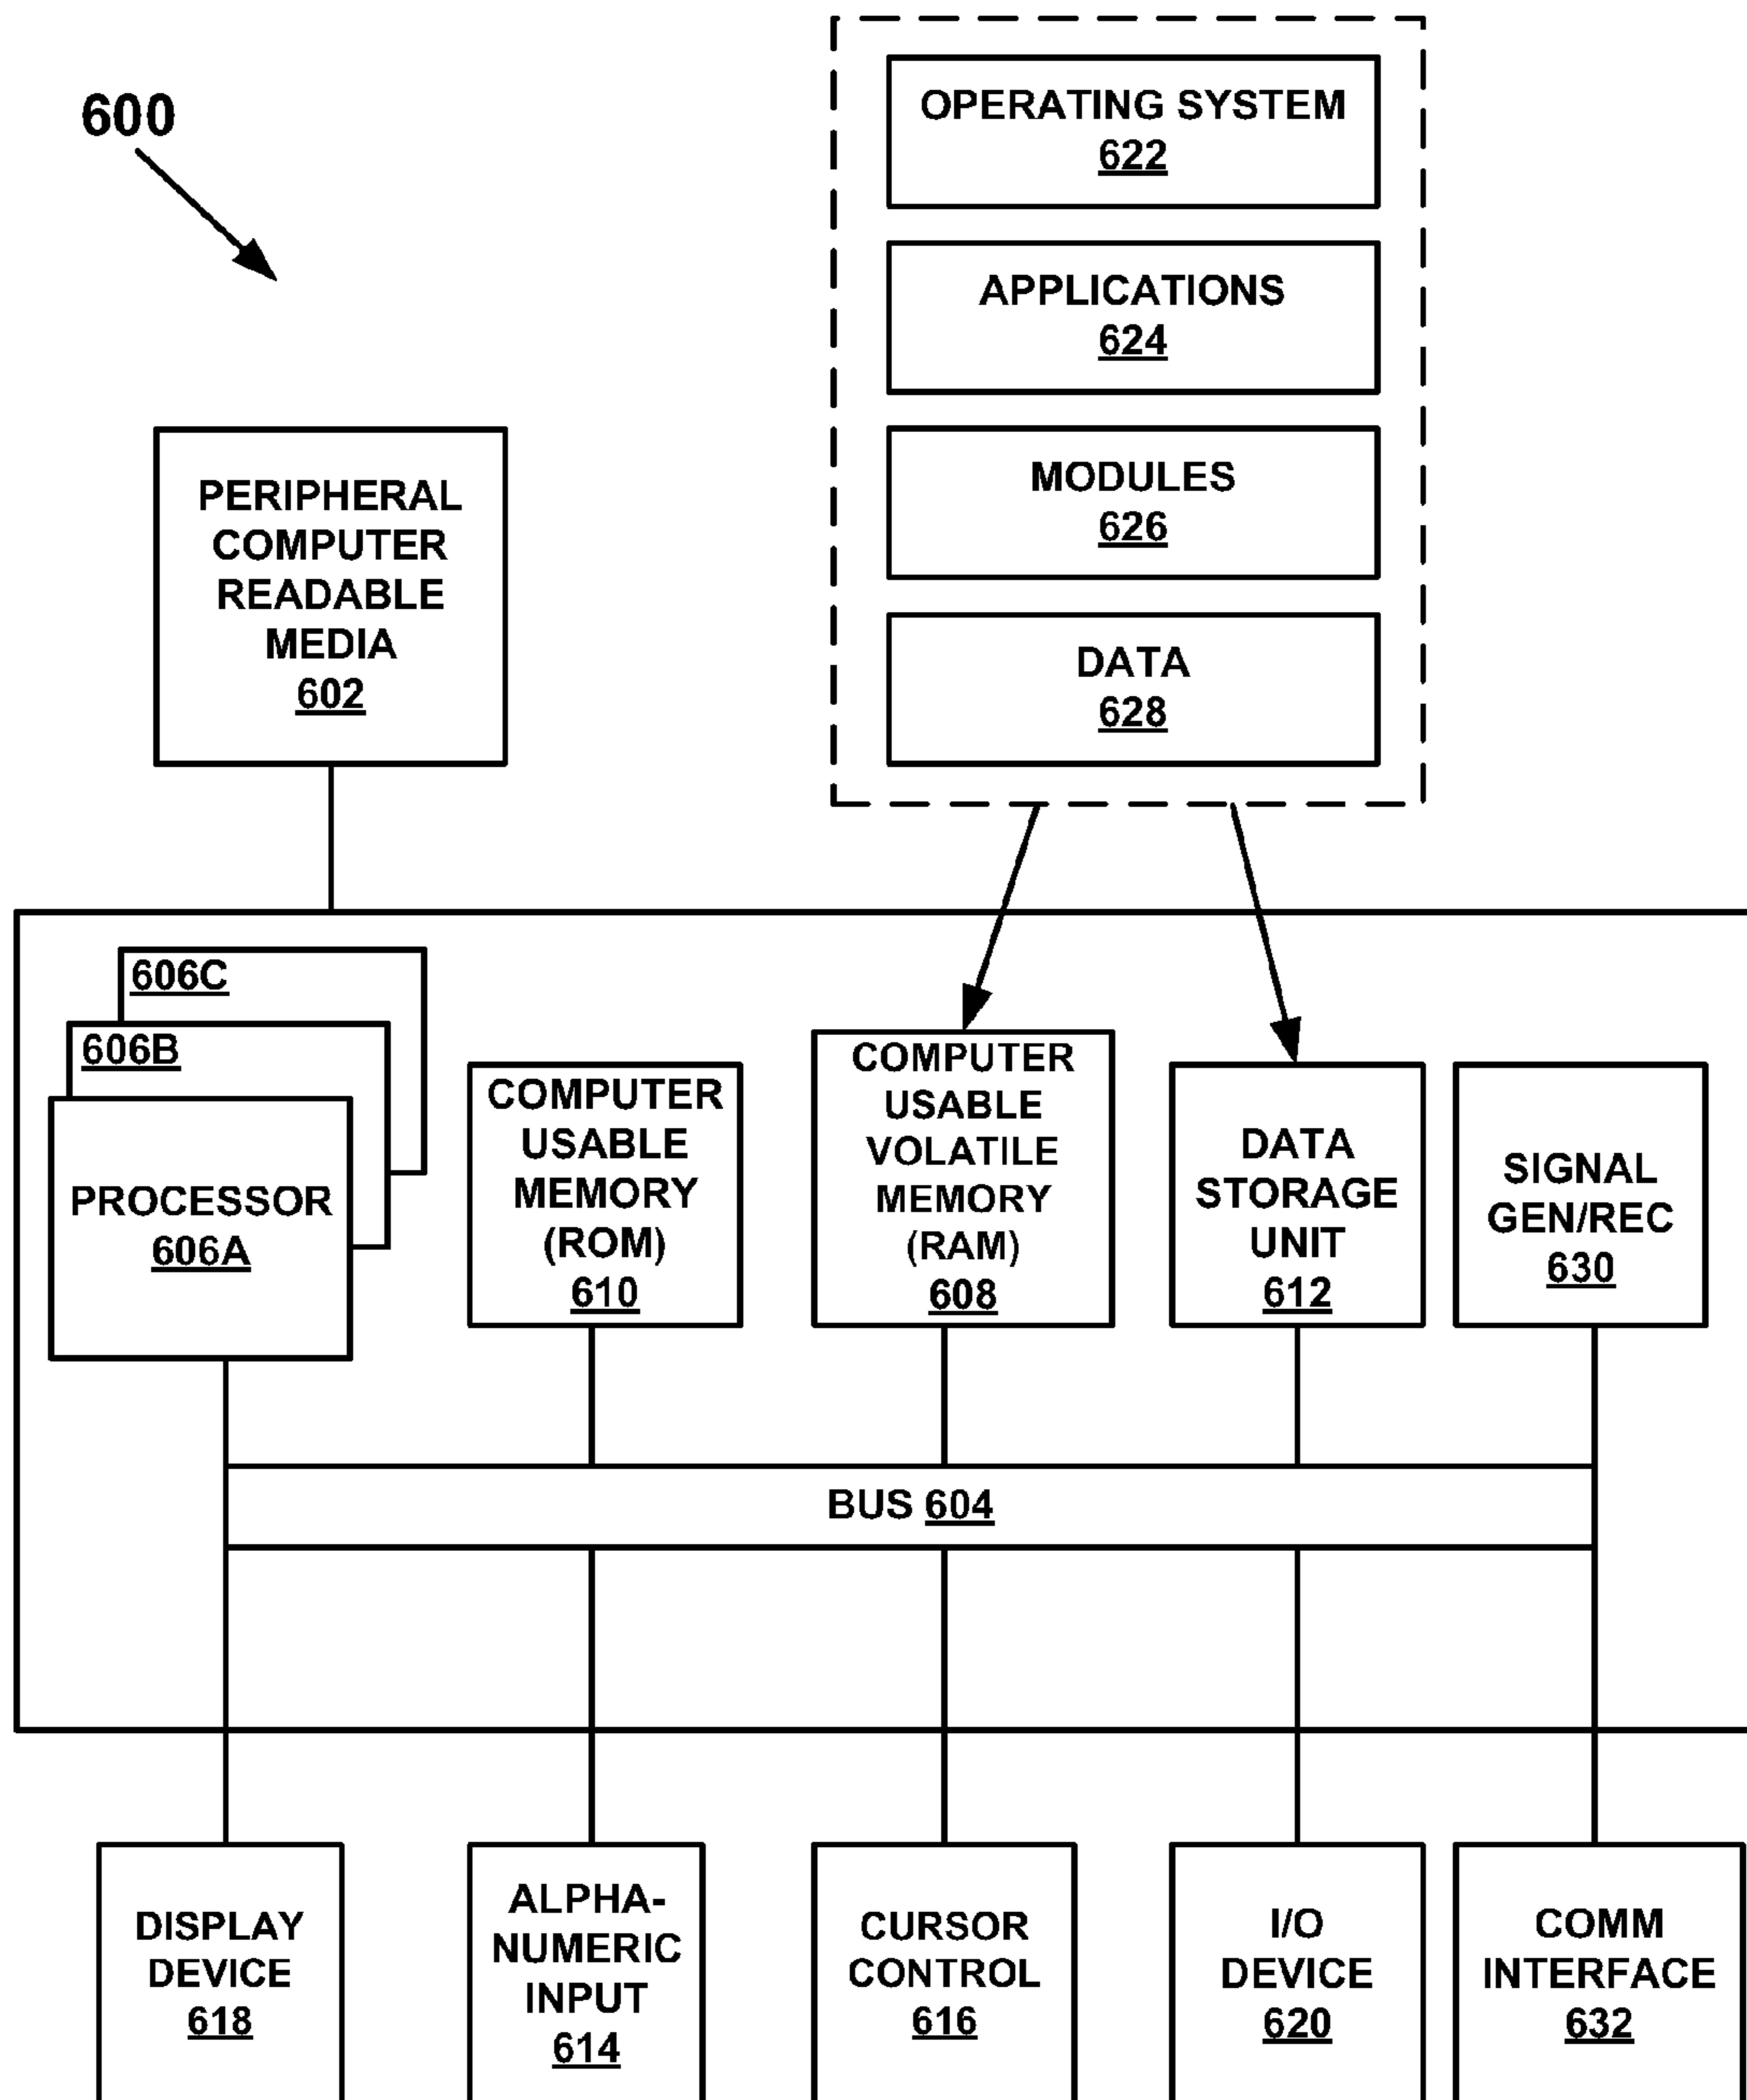 600
OPERATING SYSTEM
622
APPLICATIONS
624
MODULES
626
DATA
628
PERIPHERAL
COMPUTER
READABLE
MEDIA
602
606C
606B
PROCESSOR
606A
COMPUTER
USABLE
MEMORY
(ROM)
610
COMPUTER
USABLE
VOLATILE
MEMORY
(RAM)
608
DATA
STORAGE
UNIT
612
SIGNAL
GEN/REC
630
BUS 604
DISPLAY
DEVICE
618
ALPHA-
NUMERIC
INPUT
614
CURSOR
CONTROL
616
I/O
DEVICE
620
COMM
INTERFACE
632